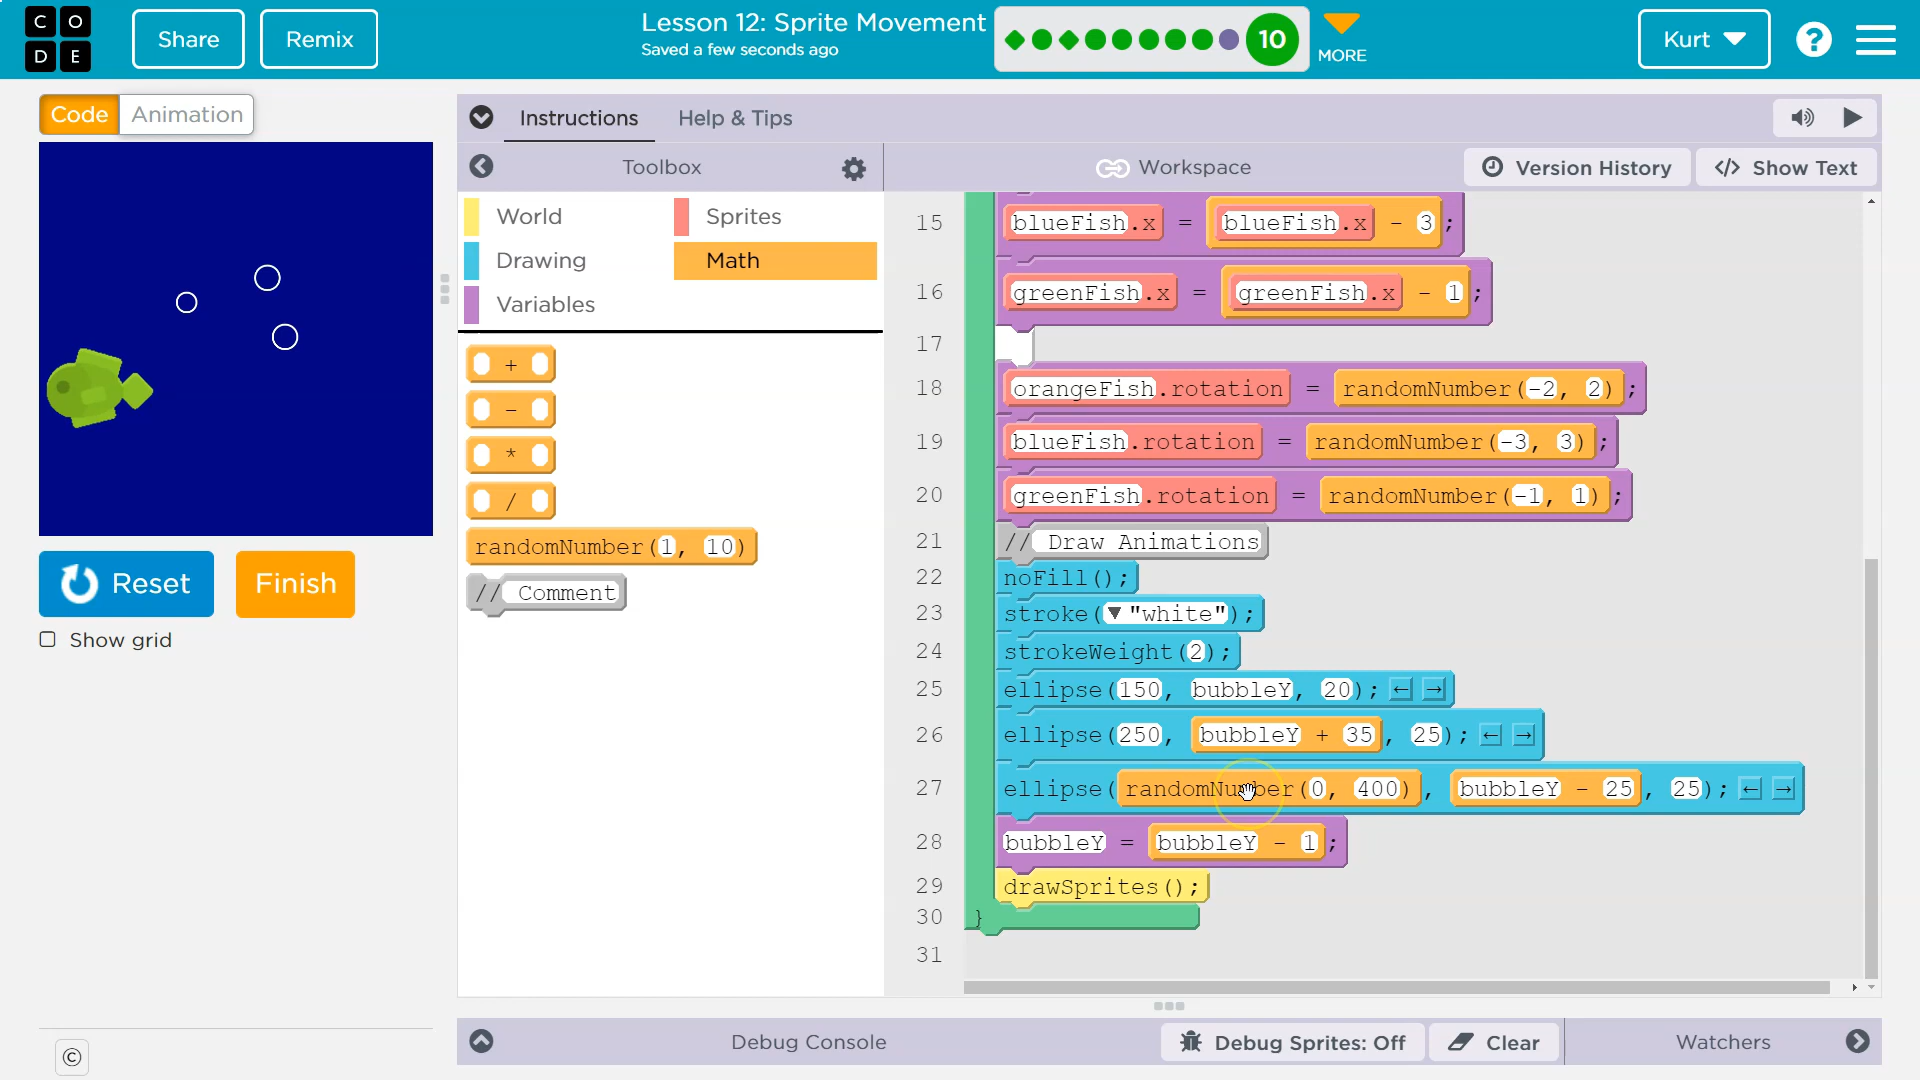 C O D E
Share
Remix
Lesson 12: Sprite Movement
Saved a few seconds ago
10
MORE
Kurt
?
Code
Animation
Instructions
Help & Tips
Toolbox
Workspace
Version History
</> Show Text
World
Sprites
Drawing
Math
Variables
+
-
*
/
randomNumber(1, 10)
// Comment
Reset
Finish
Show grid
15 blueFish.x = blueFish.x - 3;
16 greenFish.x = greenFish.x - 1;
17
18 orangeFish.rotation = randomNumber(-2, 2);
19 blueFish.rotation = randomNumber(-3, 3);
20 greenFish.rotation = randomNumber(-1, 1);
21 // Draw Animations
22 noFill();
23 stroke(▼ "white");
24 strokeWeight(2);
25 ellipse(150, bubbleY, 20); ← →
26 ellipse(250, bubbleY + 35, 25); ← →
27 ellipse(randomNumber(0, 400), bubbleY - 25, 25); ← →
28 bubbleY = bubbleY - 1;
29 drawSprites();
30 }
31
Debug Console
Debug Sprites: Off
Clear
Watchers
©